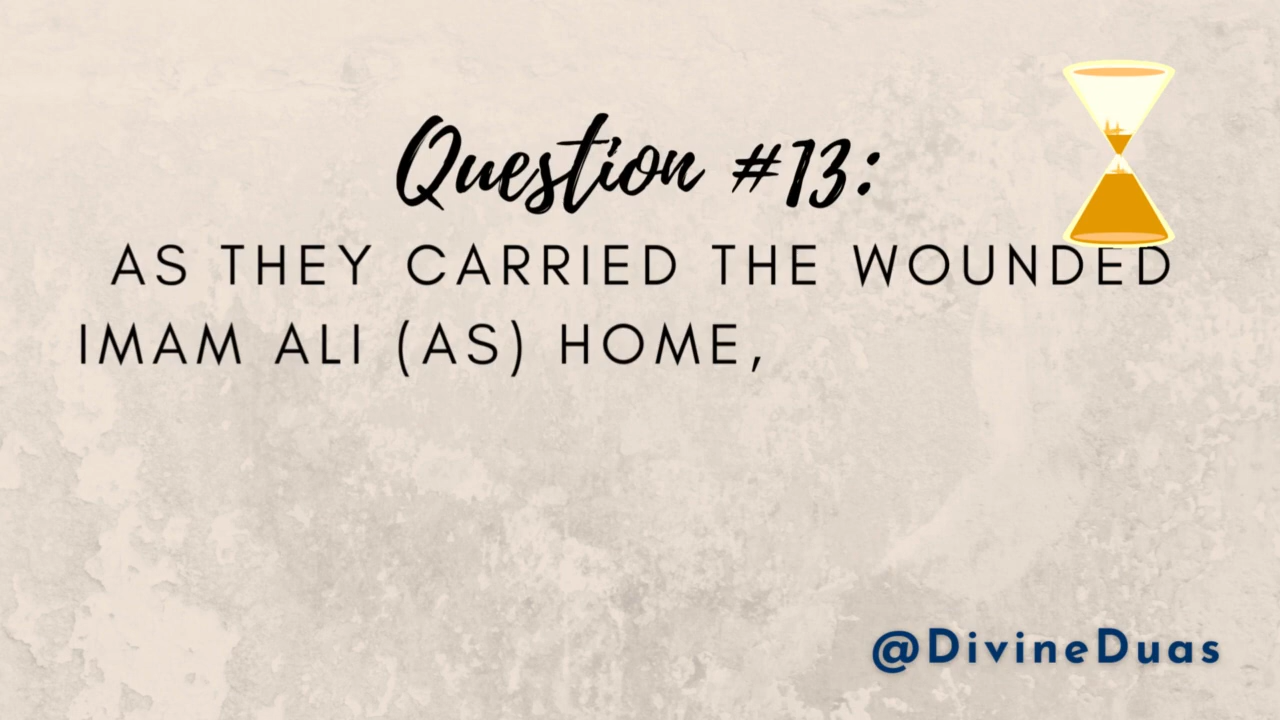 Question #13:
AS THEY CARRIED THE WOUNDED
IMAM ALI (AS) HOME,
@DivineDuas